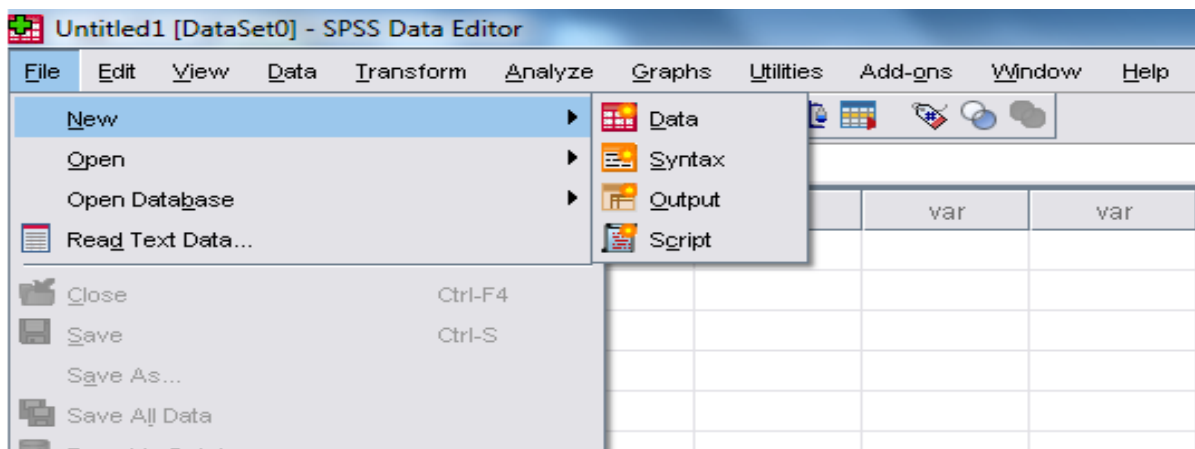 Untitled1 [DataSet0] - SPSS Data Editor
File Edit View Data Transform Analyze Graphs Utilities Add-ons Window Help
New Data
Open Syntax
Open Database Output
var var
Read Text Data... Script
Close Ctrl-F4
Save Ctrl-S
Save As...
Save All Data